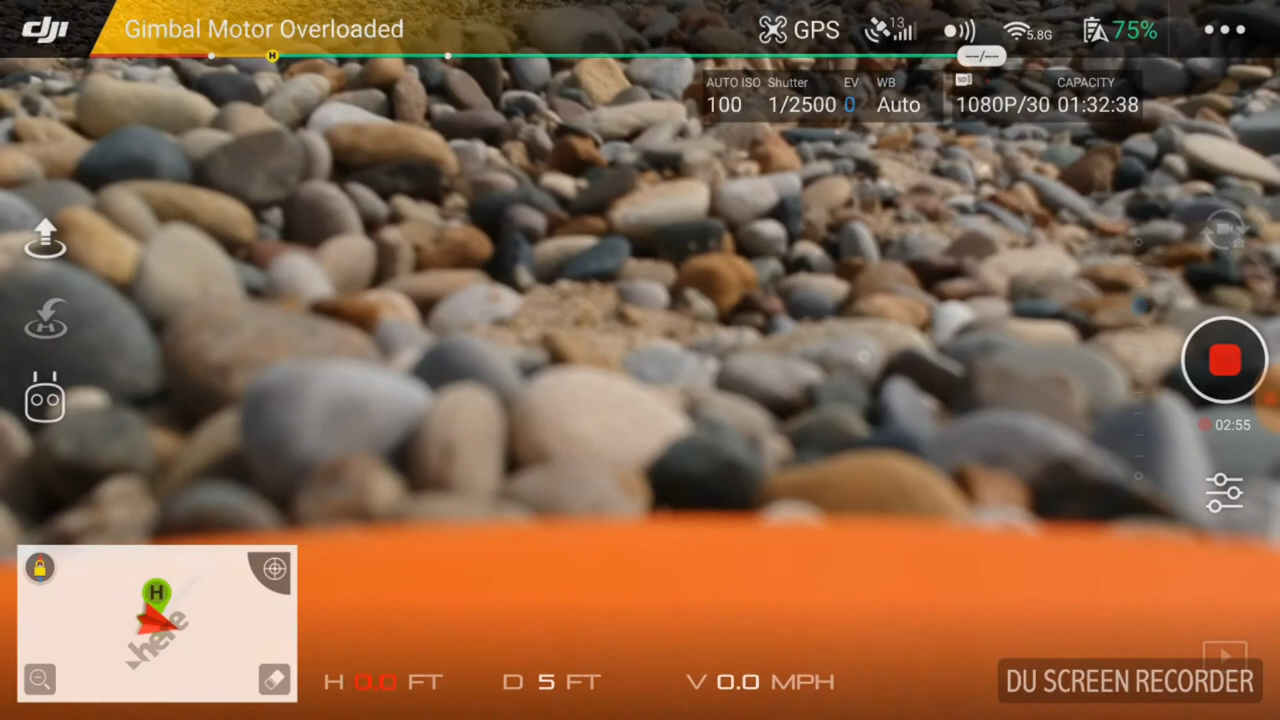 dji Gimbal Motor Overloaded GPS 13 5.8G 75%
H --/--
AUTO ISO Shutter EV WB SD CAPACITY
100 1/2500 0 Auto 1080P/30 01:32:38
H
02:55
H
here
H 0.0 FT D 5 FT V 0.0 MPH
DU SCREEN RECORDER